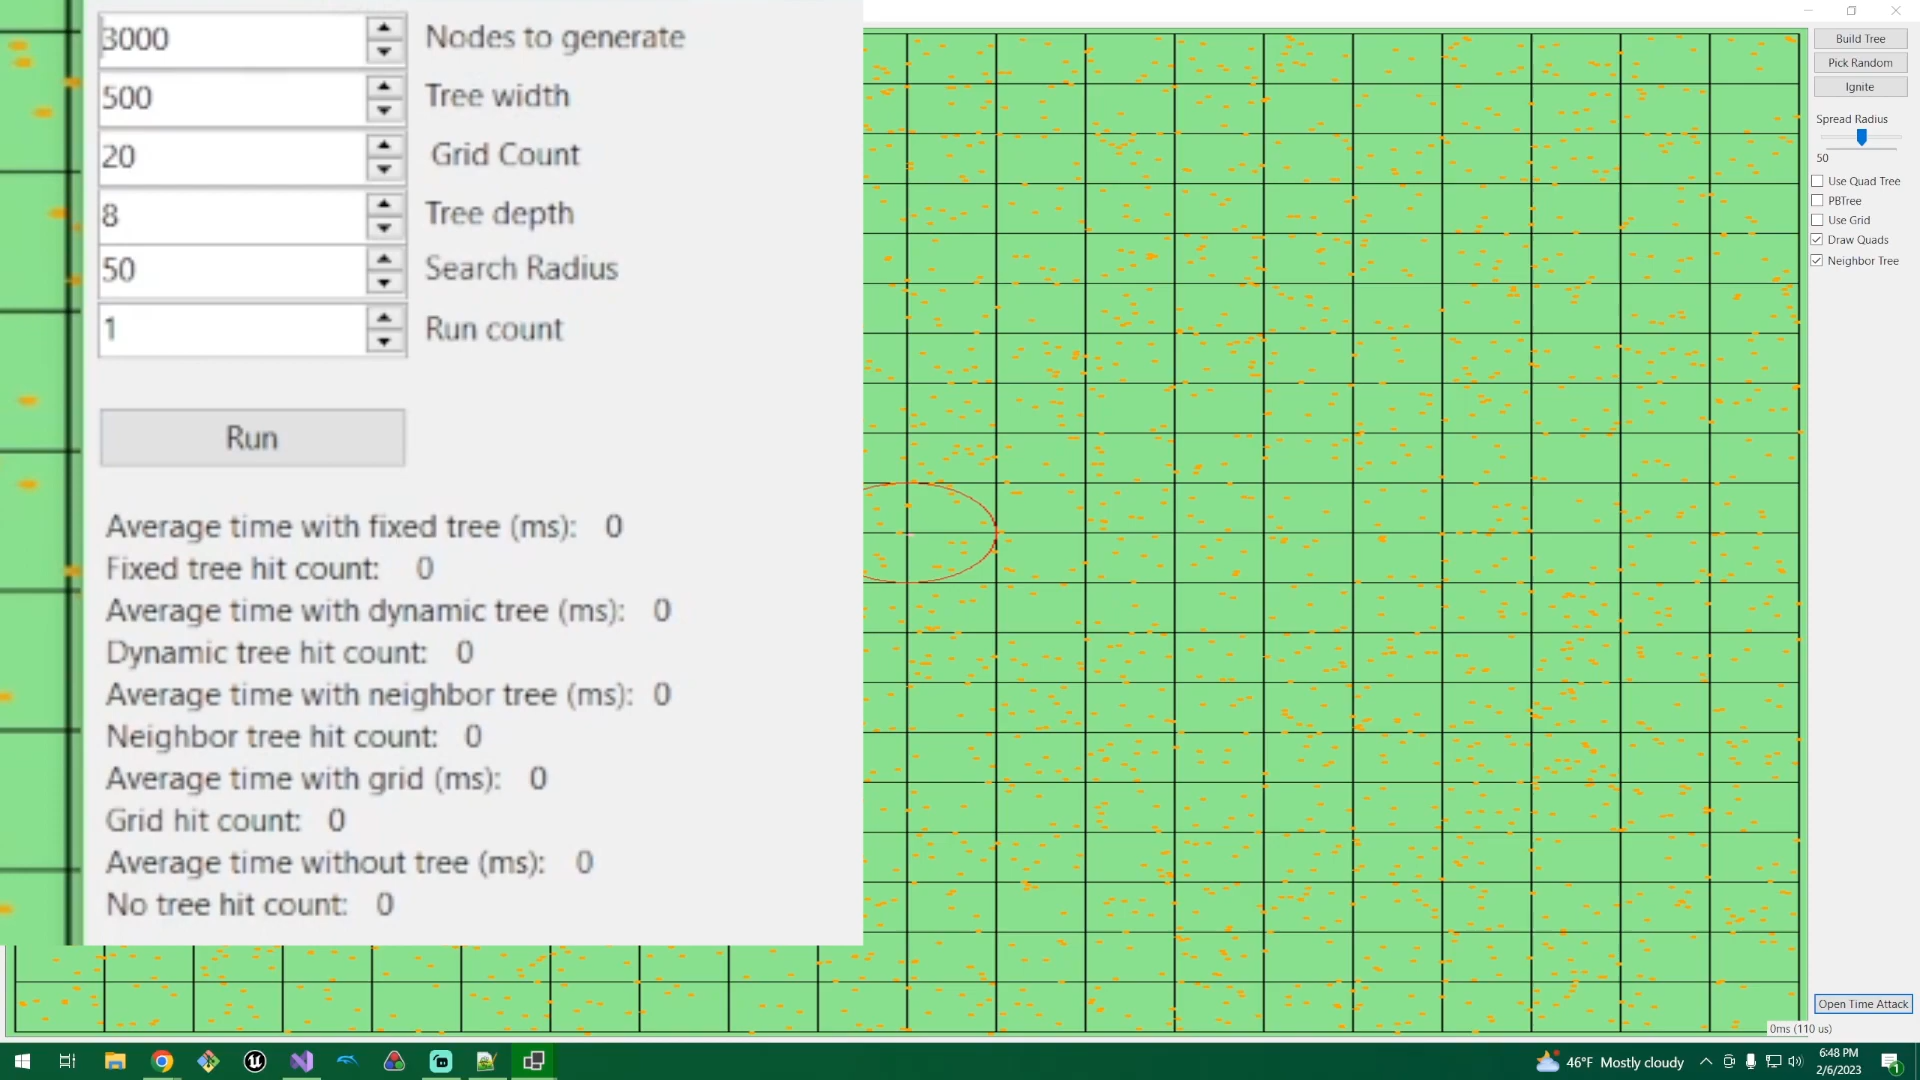 3000 Nodes to generate
500 Tree width
20 Grid Count
8 Tree depth
50 Search Radius
1 Run count
Run
Average time with fixed tree (ms): 0
Fixed tree hit count: 0
Average time with dynamic tree (ms): 0
Dynamic tree hit count: 0
Average time with neighbor tree (ms): 0
Neighbor tree hit count: 0
Average time with grid (ms): 0
Grid hit count: 0
Average time without tree (ms): 0
No tree hit count: 0
Build Tree
Pick Random
Ignite
Spread Radius
50
Use Quad Tree
PBTree
Use Grid
Draw Quads
Neighbor Tree
Open Time Attack
0ms (110 us)
46°F Mostly cloudy
6:48 PM
2/6/2023
1